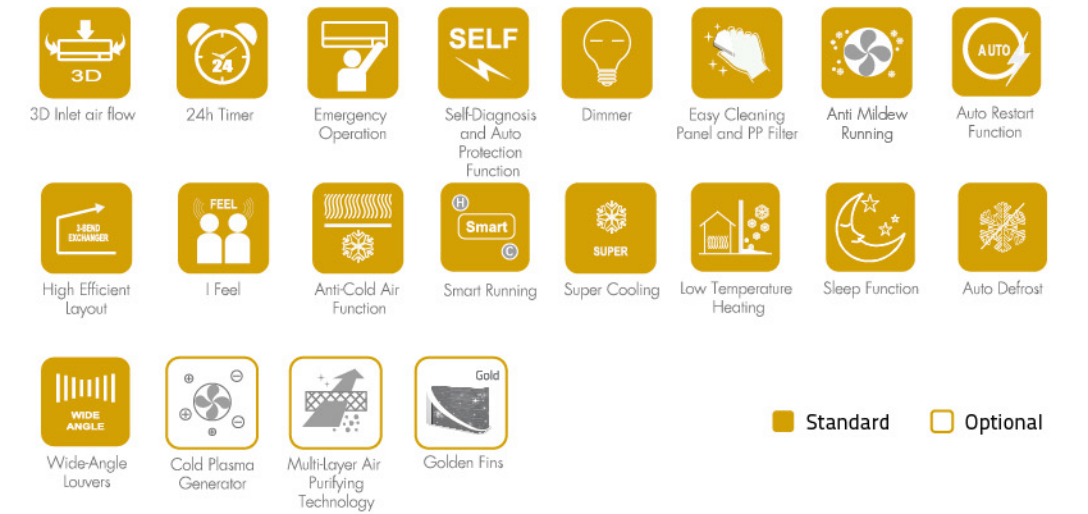 3D
3D Inlet air flow
24
24h Timer
Emergency
Operation
SELF
Self-Diagnosis
and Auto
Protection
Function
Dimmer
Easy Cleaning
Panel and PP Filter
Anti Mildew
Running
AUTO
Auto Restart
Function
3-BEND
EXCHANGER
High Efficient
Layout
FEEL
I Feel
Anti-Cold Air
Function
H
Smart
C
Smart Running
SUPER
Super Cooling
Low Temperature
Heating
Sleep Function
Auto Defrost
WIDE
ANGLE
Wide-Angle
Louvers
Cold Plasma
Generator
Multi-Layer Air
Purifying
Technology
Gold
Golden Fins
Standard
Optional